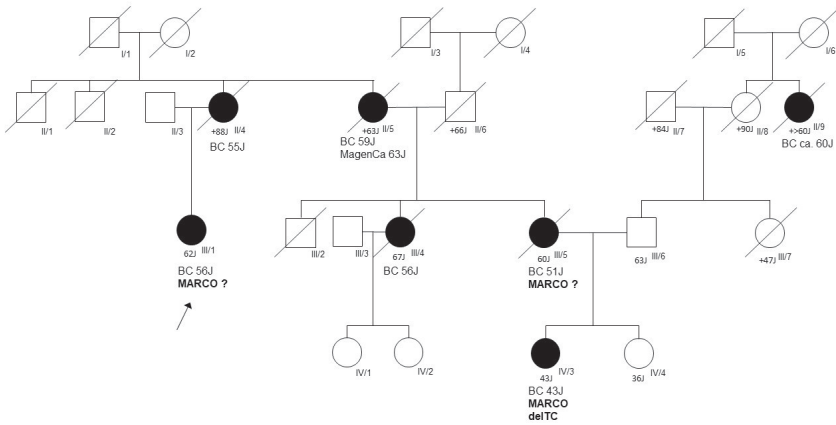 I/1
I/2
I/3
I/4
I/5
I/6
II/1
II/2
II/3
+88J II/4
+63J II/5
+66J II/6
+84J II/7
+90J II/8
+>60J II/9
BC 55J
BC 59J
MagenCa 63J
BC ca. 60J
62J III/1
III/2
III/3
67J III/4
60J III/5
63J III/6
+47J III/7
BC 56J
MARCO ?
BC 56J
BC 51J
MARCO ?
IV/1
IV/2
43J IV/3
36J IV/4
BC 43J
MARCO
delTC